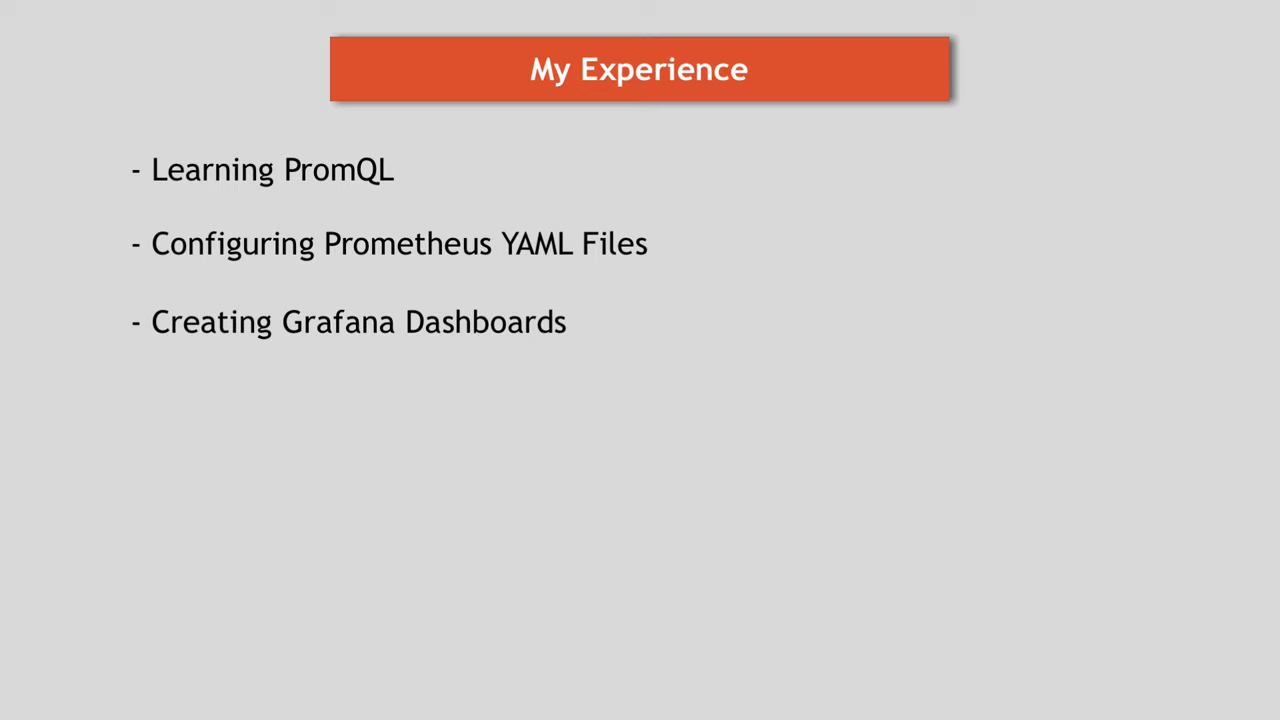 My Experience
- Learning PromQL
- Configuring Prometheus YAML Files
- Creating Grafana Dashboards